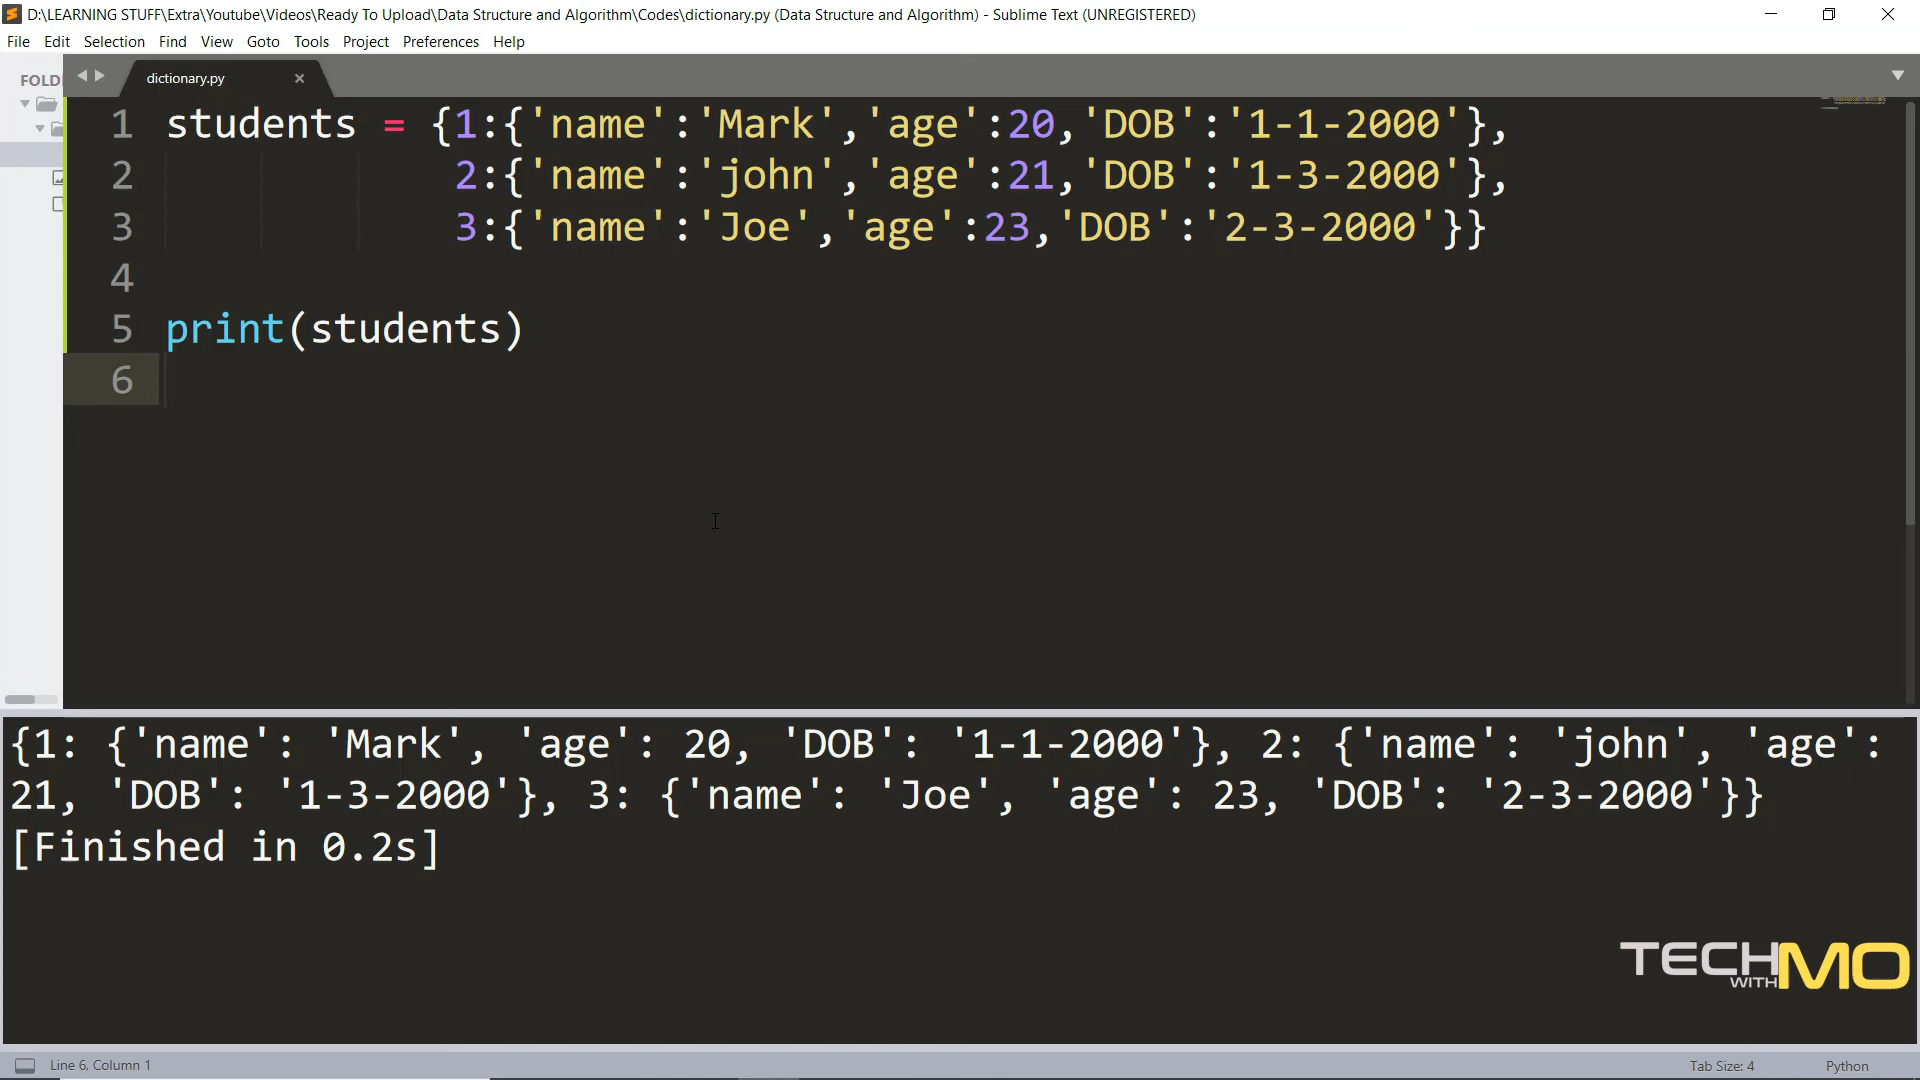 D:\LEARNING STUFF\Extra\Youtube\Videos\Ready To Upload\Data Structure and Algorithm\Codes\dictionary.py (Data Structure and Algorithm) - Sublime Text (UNREGISTERED)
File Edit Selection Find View Goto Tools Project Preferences Help
FOLD
dictionary.py
1 students = {1:{'name':'Mark','age':20,'DOB':'1-1-2000'},
2 2:{'name':'john','age':21,'DOB':'1-3-2000'},
3 3:{'name':'Joe','age':23,'DOB':'2-3-2000'}}
4
5 print(students)
6
{1: {'name': 'Mark', 'age': 20, 'DOB': '1-1-2000'}, 2: {'name': 'john', 'age':
21, 'DOB': '1-3-2000'}, 3: {'name': 'Joe', 'age': 23, 'DOB': '2-3-2000'}}
[Finished in 0.2s]
TECH WITH MO
Line 6, Column 1 Tab Size: 4 Python